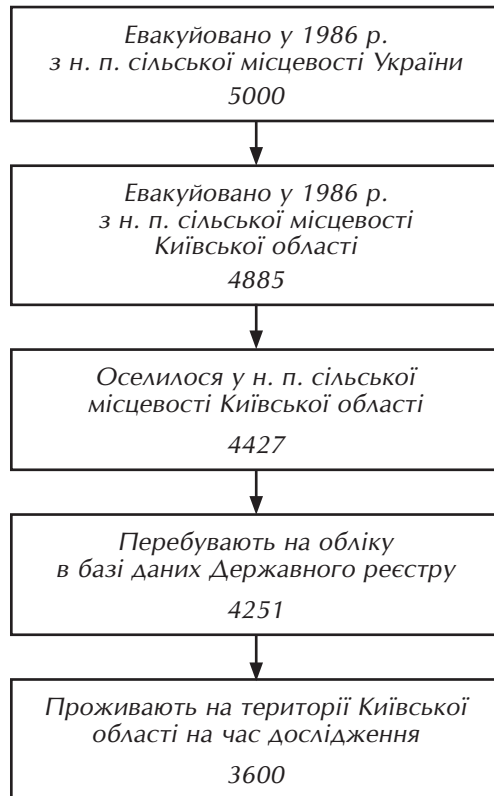 Евакуйовано у 1986 р.
з н. п. сільської місцевості України
5000
Евакуйовано у 1986 р.
з н. п. сільської місцевості
Київської області
4885
Оселилося у н. п. сільської
місцевості Київської області
4427
Перебувають на обліку
в базі даних Державного реєстру
4251
Проживають на території Київської
області на час дослідження
3600